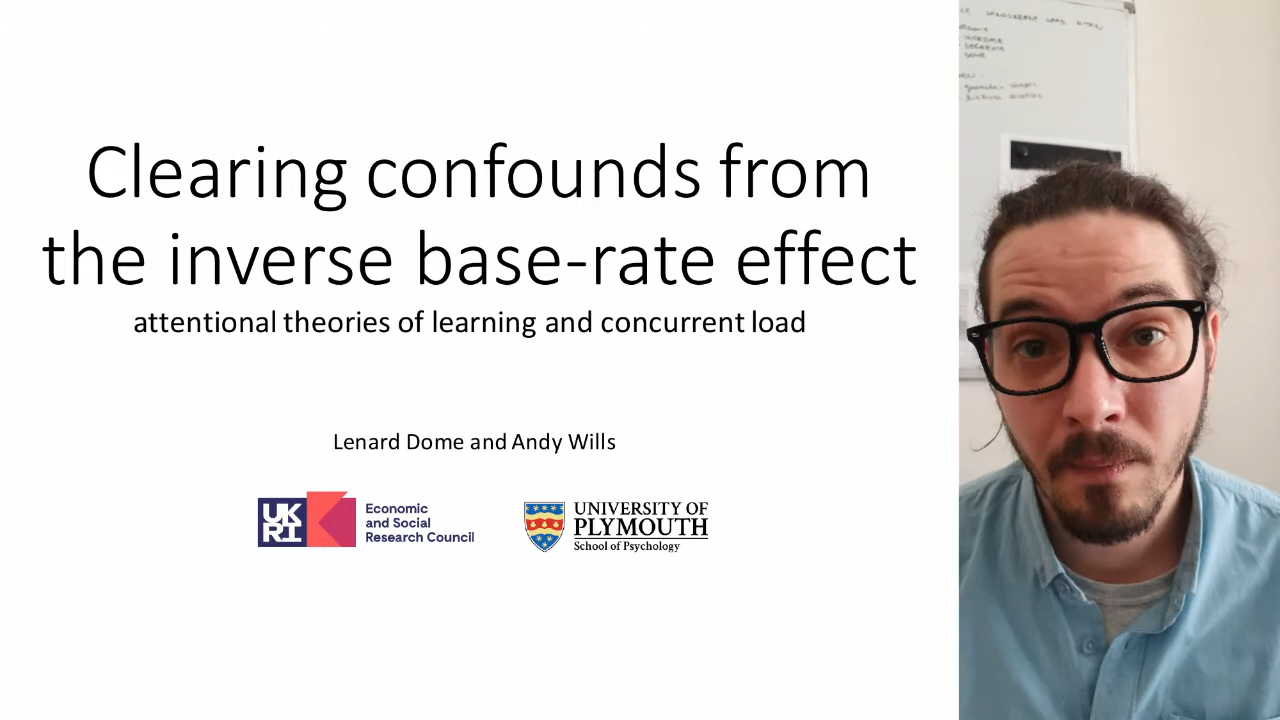 Clearing confounds from
the inverse base-rate effect
attentional theories of learning and concurrent load
Lenard Dome and Andy Wills
UK
RI
Economic
and Social
Research Council
UNIVERSITY OF
PLYMOUTH
School of Psychology